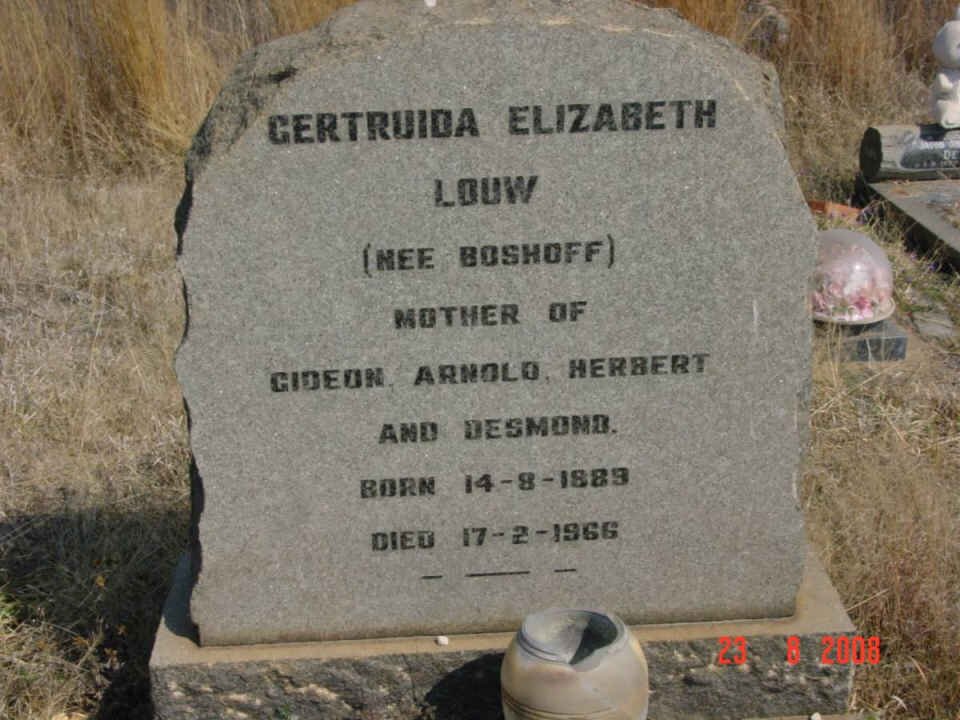 GERTRUIDA ELIZABETH
LOUW
(NEE BOSHOFF)
MOTHER OF
GIDEON, ARNOLD, HERBERT
AND DESMOND.
BORN 14-8-1889
DIED 17-2-1966
23 8 2008